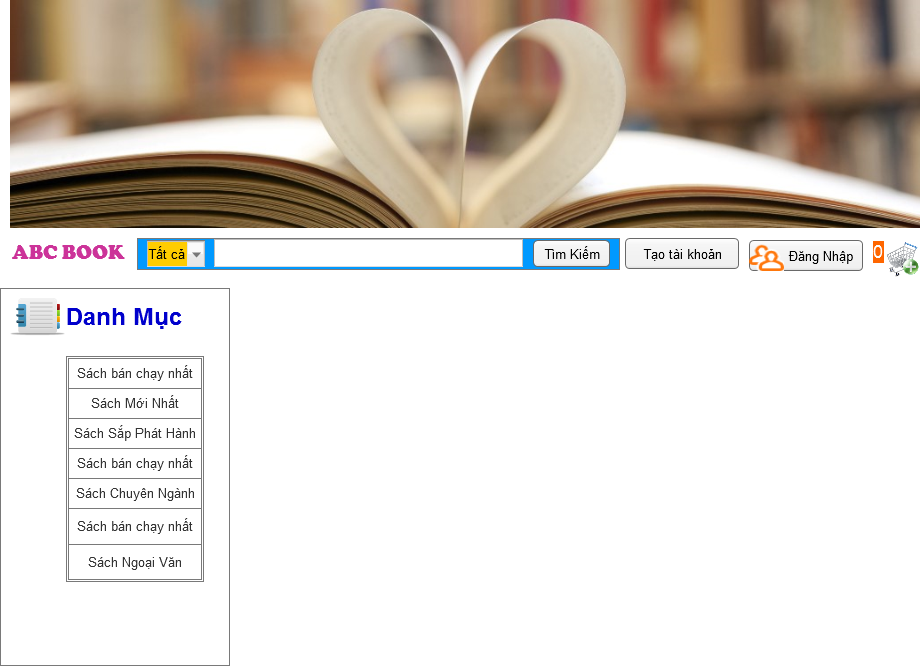 ABC BOOK Tất cả Tìm Kiếm Tạo tài khoản Đăng Nhập 0
Danh Mục
Sách bán chạy nhất
Sách Mới Nhất
Sách Sắp Phát Hành
Sách bán chạy nhất
Sách Chuyên Ngành
Sách bán chạy nhất
Sách Ngoại Văn